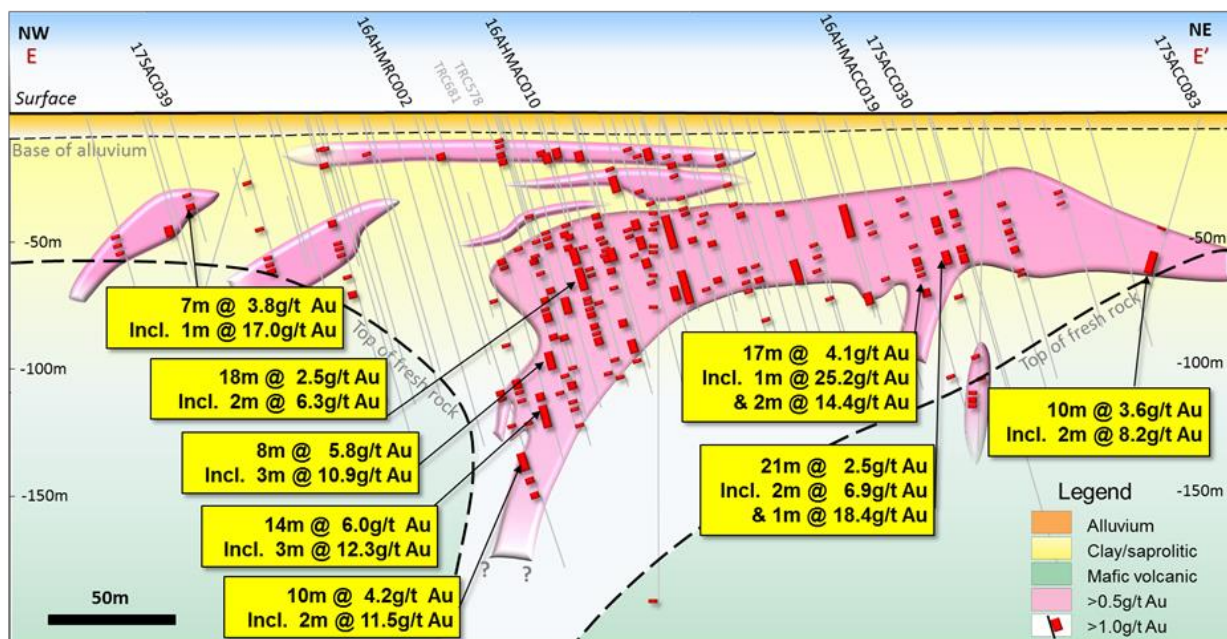 NW
E
NE
E'
17SAC039
16AHMRC002
TRC681
TRC578
16AHMAC010
16AHMACC019
17SACC030
17SACC083
Surface
Base of alluvium
-50m
-50m
7m @ 3.8g/t Au
Incl. 1m @ 17.0g/t Au
Top of fresh rock
Top of fresh rock
-100m
-100m
18m @ 2.5g/t Au
Incl. 2m @ 6.3g/t Au
17m @ 4.1g/t Au
Incl. 1m @ 25.2g/t Au
& 2m @ 14.4g/t Au
10m @ 3.6g/t Au
Incl. 2m @ 8.2g/t Au
8m @ 5.8g/t Au
Incl. 3m @ 10.9g/t Au
21m @ 2.5g/t Au
Incl. 2m @ 6.9g/t Au
& 1m @ 18.4g/t Au
-150m
-150m
14m @ 6.0g/t Au
Incl. 3m @ 12.3g/t Au
? ?
10m @ 4.2g/t Au
Incl. 2m @ 11.5g/t Au
50m
Legend
Alluvium
Clay/saprolitic
Mafic volcanic
>0.5g/t Au
>1.0g/t Au